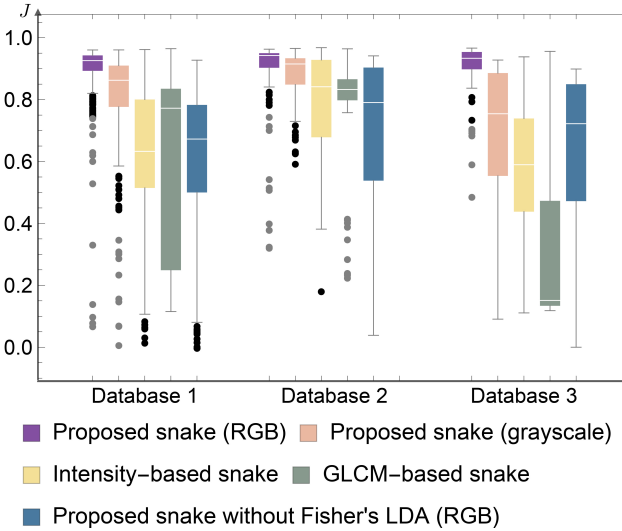 J
1.0
0.8
0.6
0.4
0.2
0.0
Database 1 Database 2 Database 3
Proposed snake (RGB) Proposed snake (grayscale)
Intensity−based snake GLCM−based snake
Proposed snake without Fisher's LDA (RGB)